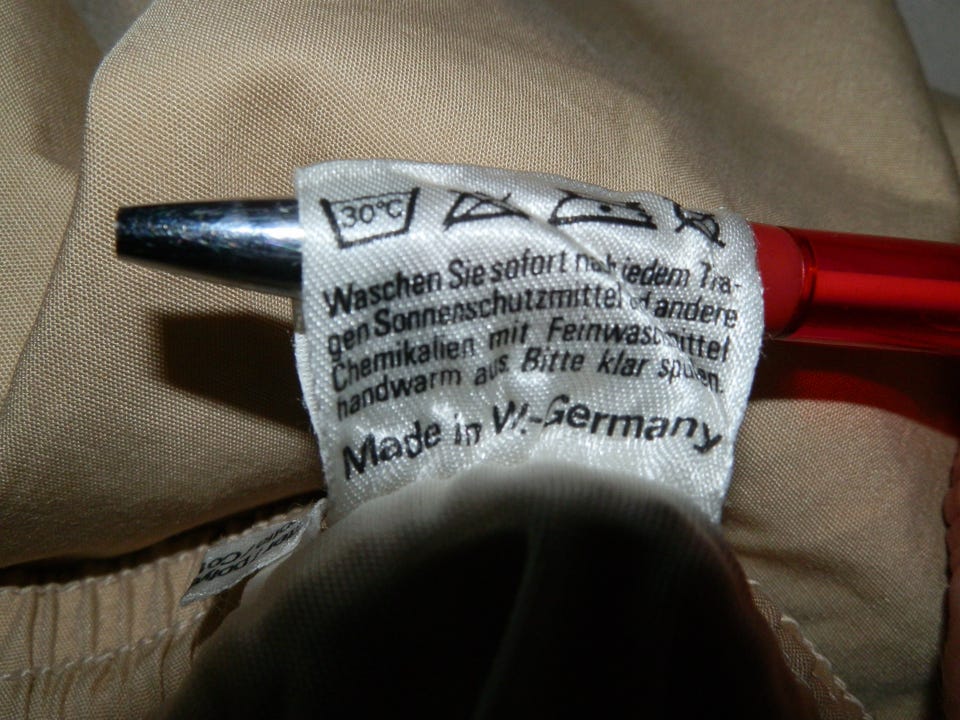 30°C
Waschen Sie sofort nach jedem Tra-
gen Sonnenschutzmittel und andere
Chemikalien mit Feinwaschmittel
handwarm aus. Bitte klar spülen.
Made in W.-Germany